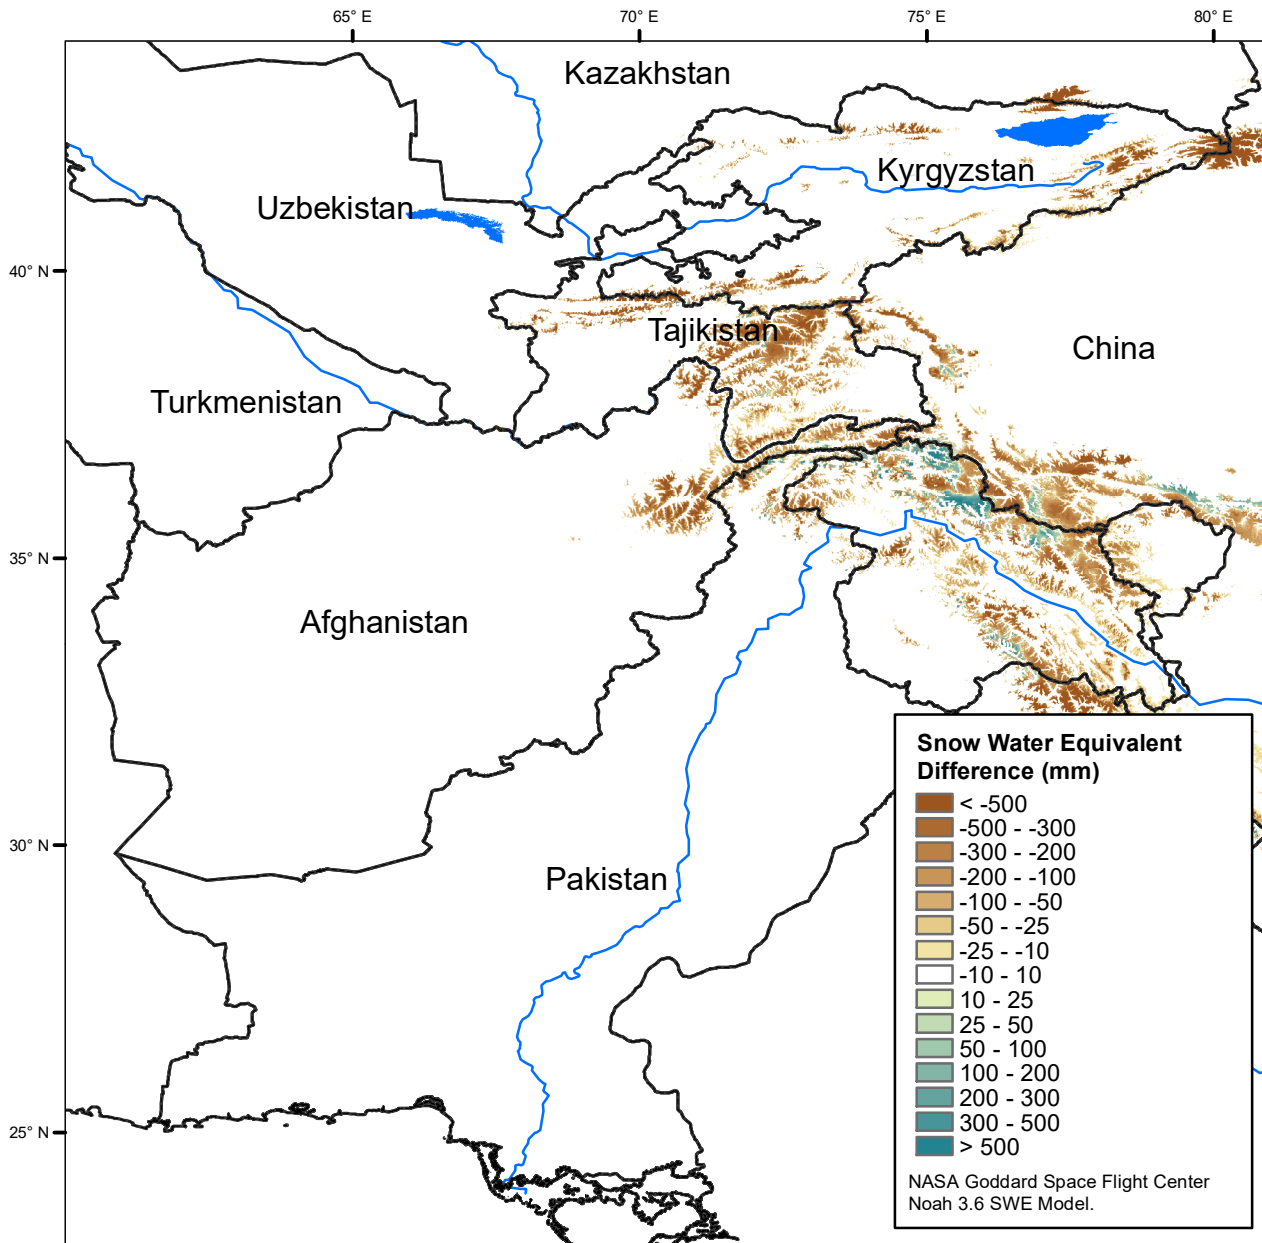 65° E
70° E
75° E
80° E
Kazakhstan
Kyrgyzstan
Uzbekistan
40° N
Tajikistan
China
Turkmenistan
35° N
Afghanistan
30° N
Pakistan
25° N
Snow Water Equivalent
Difference (mm)
< -500
-500 - -300
-300 - -200
-200 - -100
-100 - -50
-50 - -25
-25 - -10
-10 - 10
10 - 25
25 - 50
50 - 100
100 - 200
200 - 300
300 - 500
> 500
NASA Goddard Space Flight Center
Noah 3.6 SWE Model.